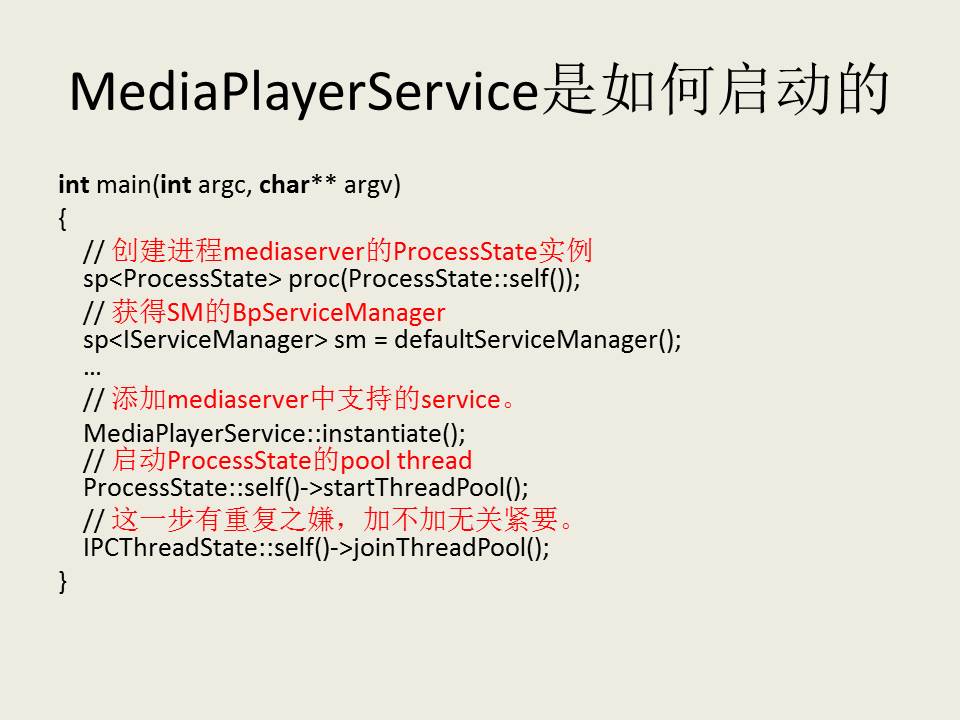 MediaPlayerService是如何启动的
int main(int argc, char** argv)
{
// 创建进程mediaserver的ProcessState实例
sp<ProcessState> proc(ProcessState::self());
// 获得SM的BpServiceManager
sp<IServiceManager> sm = defaultServiceManager();
…
// 添加mediaserver中支持的service。
MediaPlayerService::instantiate();
// 启动ProcessState的pool thread
ProcessState::self()->startThreadPool();
// 这一步有重复之嫌，加不加无关紧要。
IPCThreadState::self()->joinThreadPool();
}